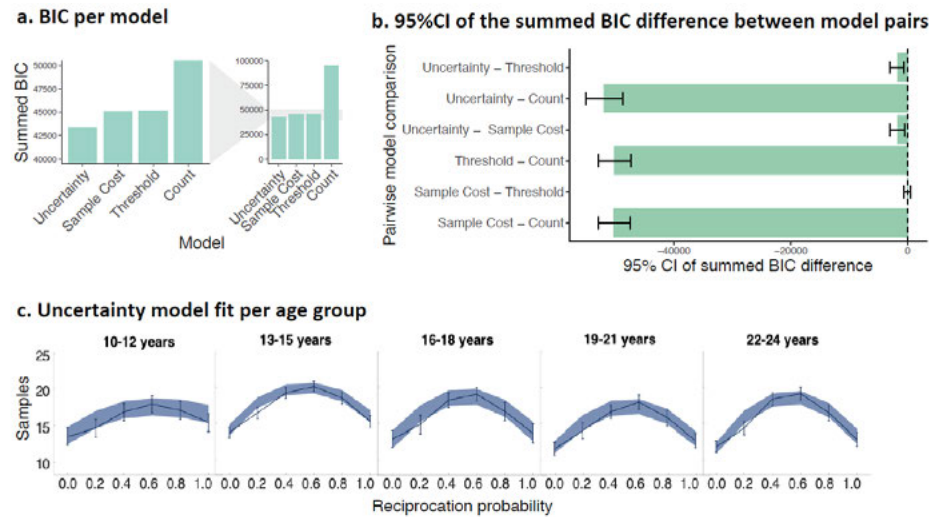 a. BIC per model
Summed BIC
50000
47500
45000
42500
40000
Uncertainty
Sample Cost
Threshold
Count
100000
75000
50000
25000
0
Uncertainty
Sample Cost
Threshold
Count
Model
b. 95%CI of the summed BIC difference between model pairs
Pairwise model comparison
Uncertainty – Threshold
Uncertainty – Count
Uncertainty – Sample Cost
Threshold – Count
Sample Cost – Threshold
Sample Cost – Count
-40000 -20000 0
95% CI of summed BIC difference
c. Uncertainty model fit per age group
10-12 years 13-15 years 16-18 years 19-21 years 22-24 years
Samples
25
20
15
10
0.0 0.2 0.4 0.6 0.8 1.0 0.0 0.2 0.4 0.6 0.8 1.0 0.0 0.2 0.4 0.6 0.8 1.0 0.0 0.2 0.4 0.6 0.8 1.0 0.0 0.2 0.4 0.6 0.8 1.0
Reciprocation probability